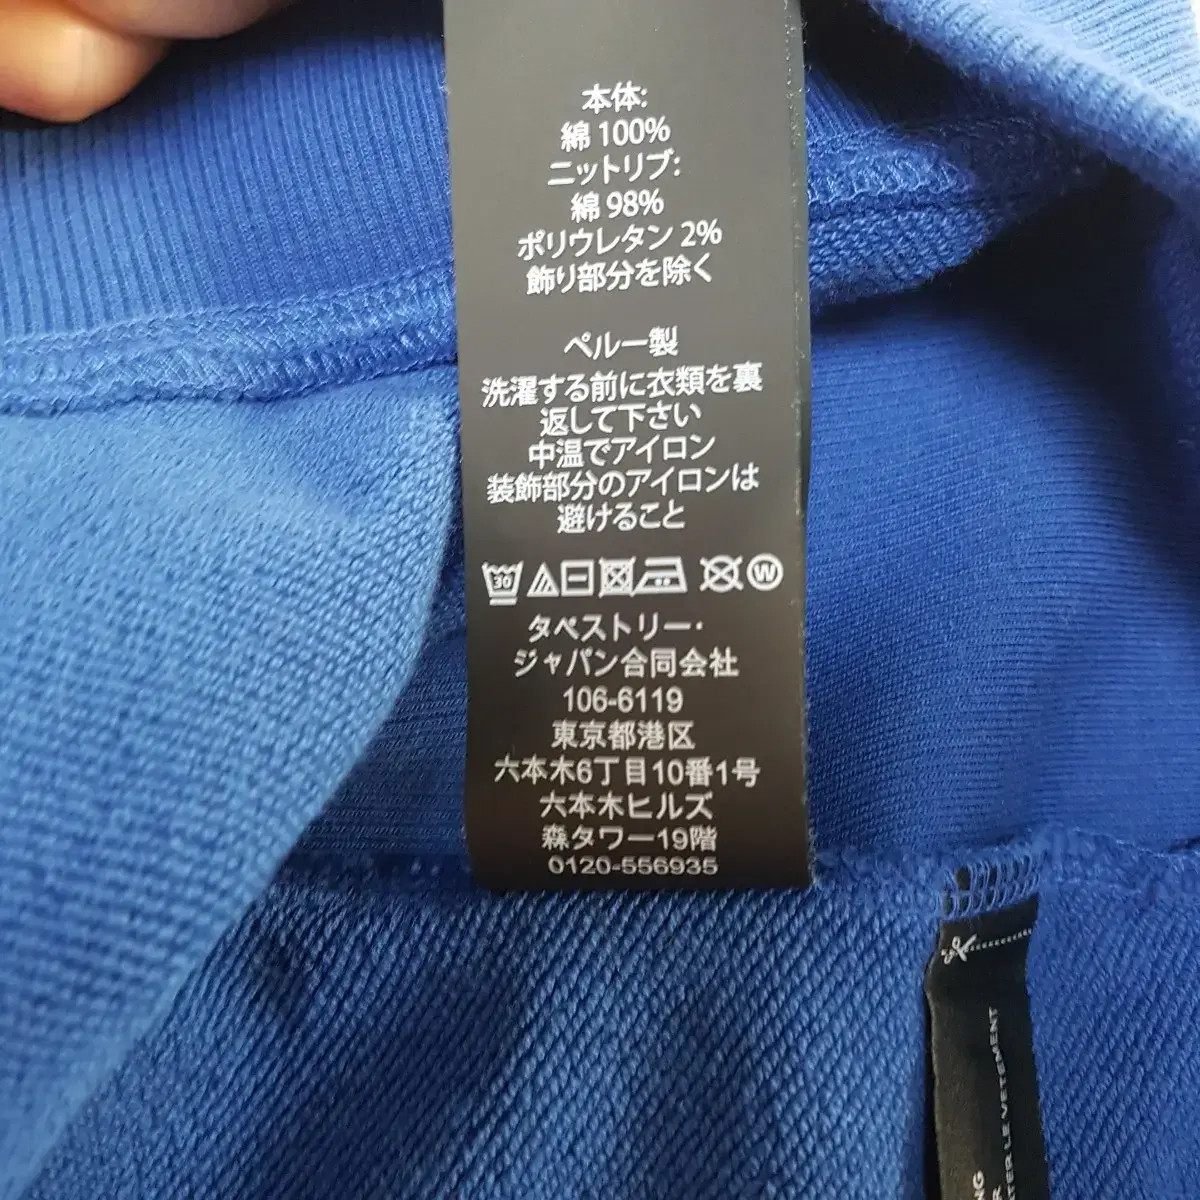 本体:
綿 100%
ニットリブ:
綿 98%
ポリウレタン 2%
飾り部分を除く
ペルー製
洗濯する前に衣類を裏
返して下さい
中温でアイロン
装飾部分のアイロンは
避けること
30 W
タペストリー・
ジャパン合同会社
106-6119
東京都港区
六本木6丁目10番1号
六本木ヒルズ
森タワー19階
0120-556935
LE VETEMENT